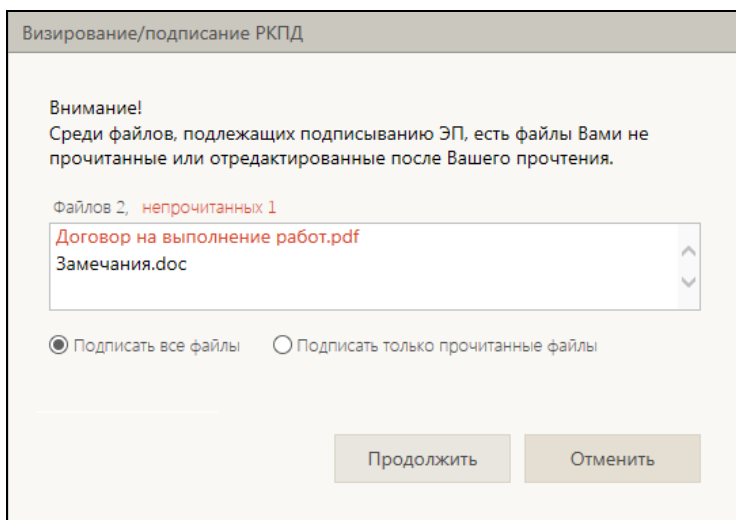 Визирование/подписание РКПД
Внимание!
Среди файлов, подлежащих подписыванию ЭП, есть файлы Вами не
прочитанные или отредактированные после Вашего прочтения.
Файлов 2, непрочитанных 1
Договор на выполнение работ.pdf
Замечания.doc
Подписать все файлы Подписать только прочитанные файлы
Продолжить Отменить